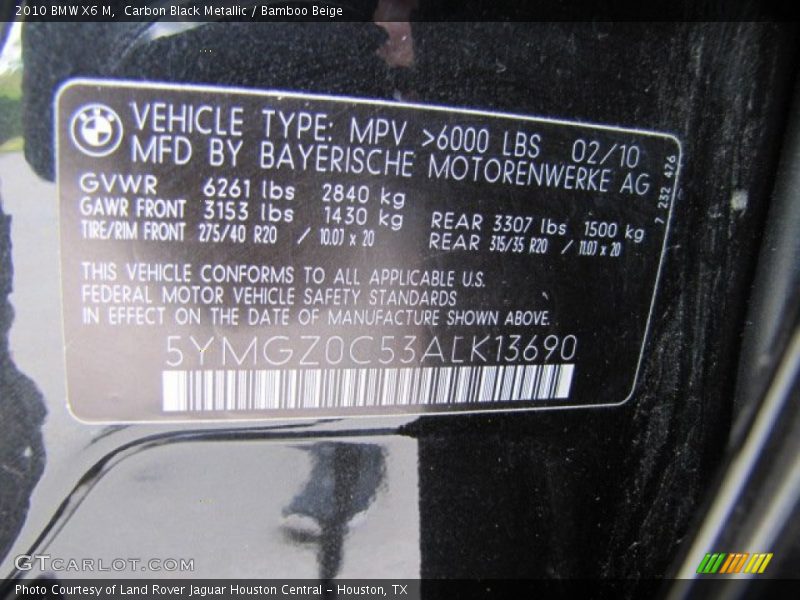 2010 BMW X6 M,  Carbon Black Metallic / Bamboo Beige
VEHICLE TYPE: MPV >6000 LBS 02/10
MFD BY BAYERISCHE MOTORENWERKE AG
7 232 476
GVWR 6261 lbs 2840 kg
GAWR FRONT 3153 lbs 1430 kg REAR 3307 lbs 1500 kg
TIRE/RIM FRONT 275/40 R20 / 10.0J x 20 REAR 315/35 R20 / 11.0J x 20
THIS VEHICLE CONFORMS TO ALL APPLICABLE U.S.
FEDERAL MOTOR VEHICLE SAFETY STANDARDS
IN EFFECT ON THE DATE OF MANUFACTURE SHOWN ABOVE.
5YMGZ0C53ALK13690
GTCARLOT.COM
Photo Courtesy of Land Rover Jaguar Houston Central – Houston, TX